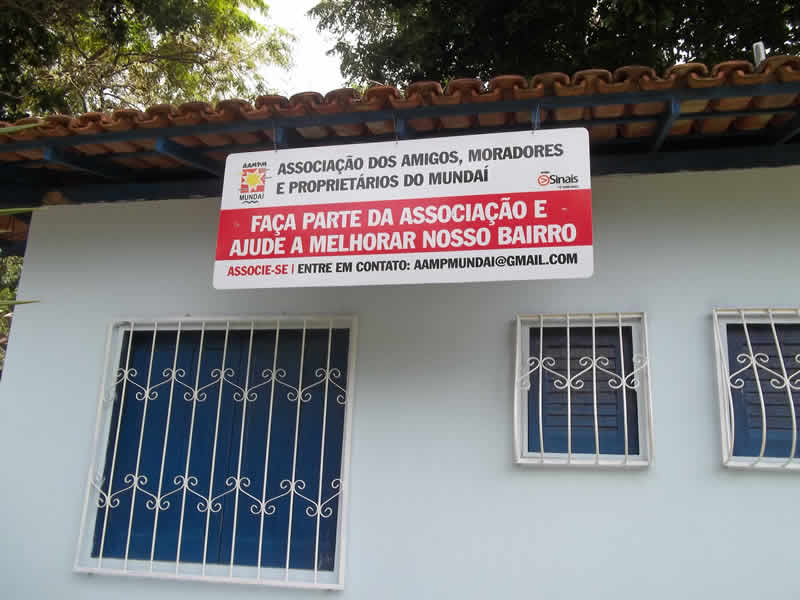 AAMPM
MUNDAÍ
ASSOCIAÇÃO DOS AMIGOS, MORADORES
E PROPRIETÁRIOS DO MUNDAÍ
Sinais
FAÇA PARTE DA ASSOCIAÇÃO E
AJUDE A MELHORAR NOSSO BAIRRO
ASSOCIE-SE | ENTRE EM CONTATO: AAMPMUNDAI@GMAIL.COM